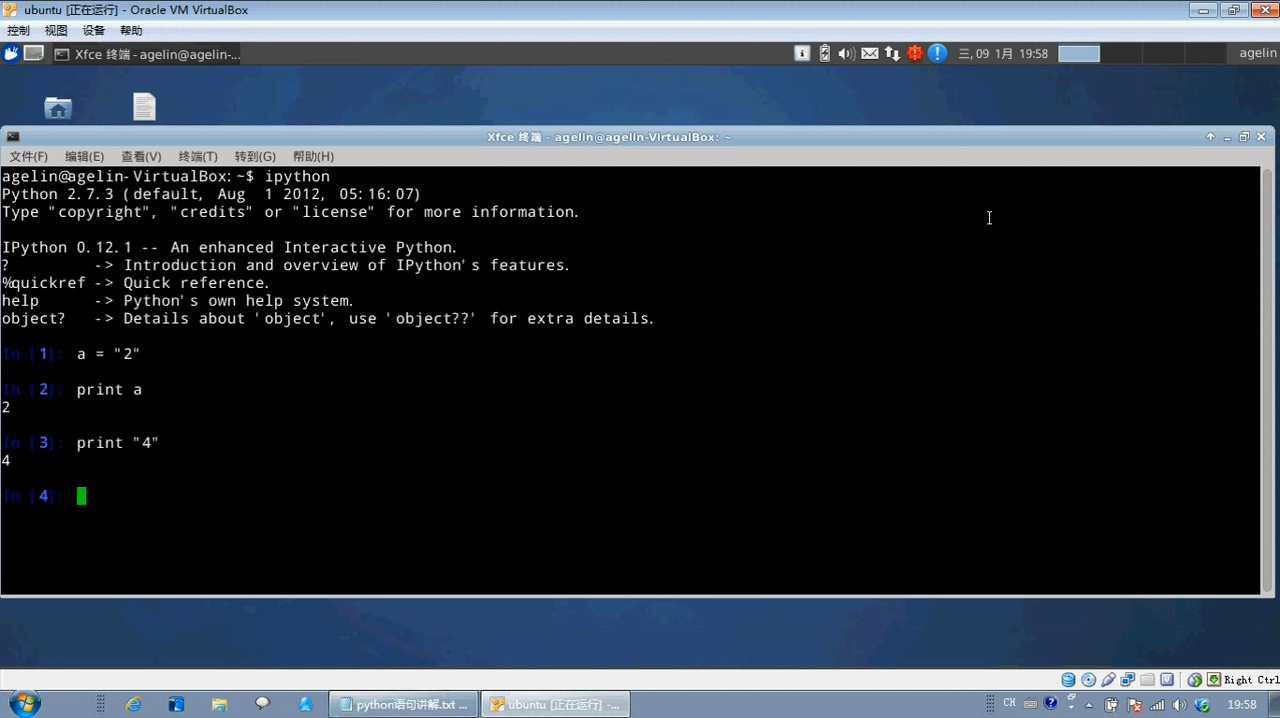 ubuntu [正在运行] - Oracle VM VirtualBox
控制 视图 设备 帮助
Xfce 终端 - agelin@agelin-...
三, 09 1月 19:58
agelin
Xfce 终端 - agelin@agelin-VirtualBox: ~
文件(F) 编辑(E) 查看(V) 终端(T) 转到(G) 帮助(H)
agelin@agelin-VirtualBox:~$ ipython
Python 2.7.3 (default, Aug  1 2012, 05:16:07)
Type "copyright", "credits" or "license" for more information.
IPython 0.12.1 -- An enhanced Interactive Python.
?         -> Introduction and overview of IPython's features.
%quickref -> Quick reference.
help      -> Python's own help system.
object?   -> Details about 'object', use 'object??' for extra details.
In [1]: a = "2"
In [2]: print a
2
In [3]: print "4"
4
In [4]:
Right Ctrl
python语句讲解.txt ...
ubuntu [正在运行] -...
CH
19:58